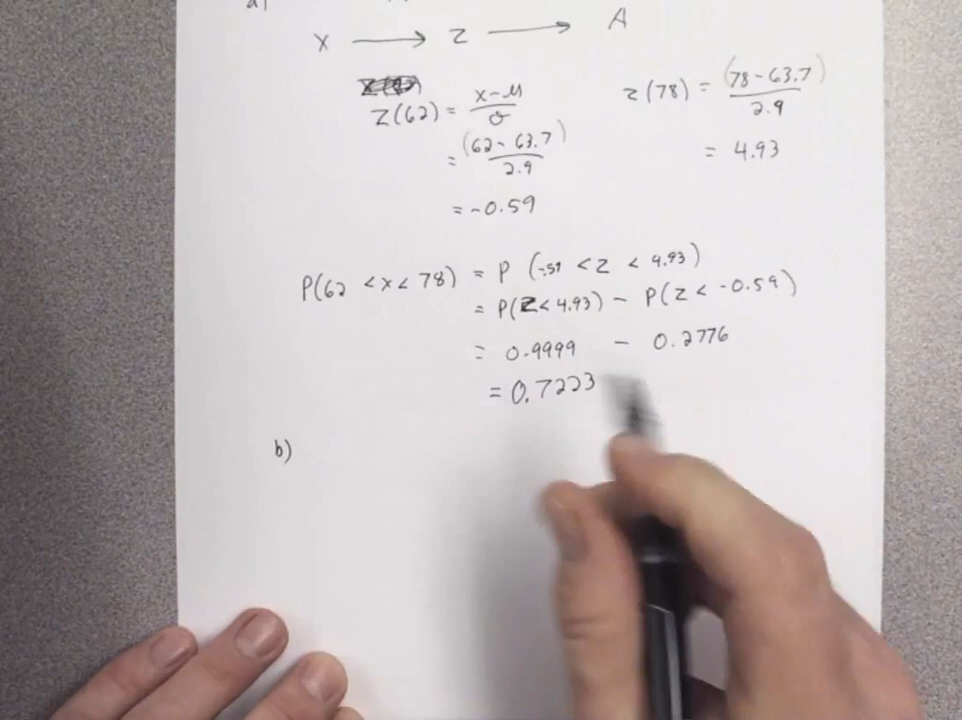 a)
X → Z → A
Z(62) = x-μ / σ
= (62 - 63.7) / 2.9
= -0.59
z(78) = (78 - 63.7) / 2.9
= 4.93
P(62 < x < 78) = P (-.59 < Z < 4.93)
= P(Z < 4.93) - P(Z < -0.59)
= 0.9999 - 0.2776
= 0.7223
b)